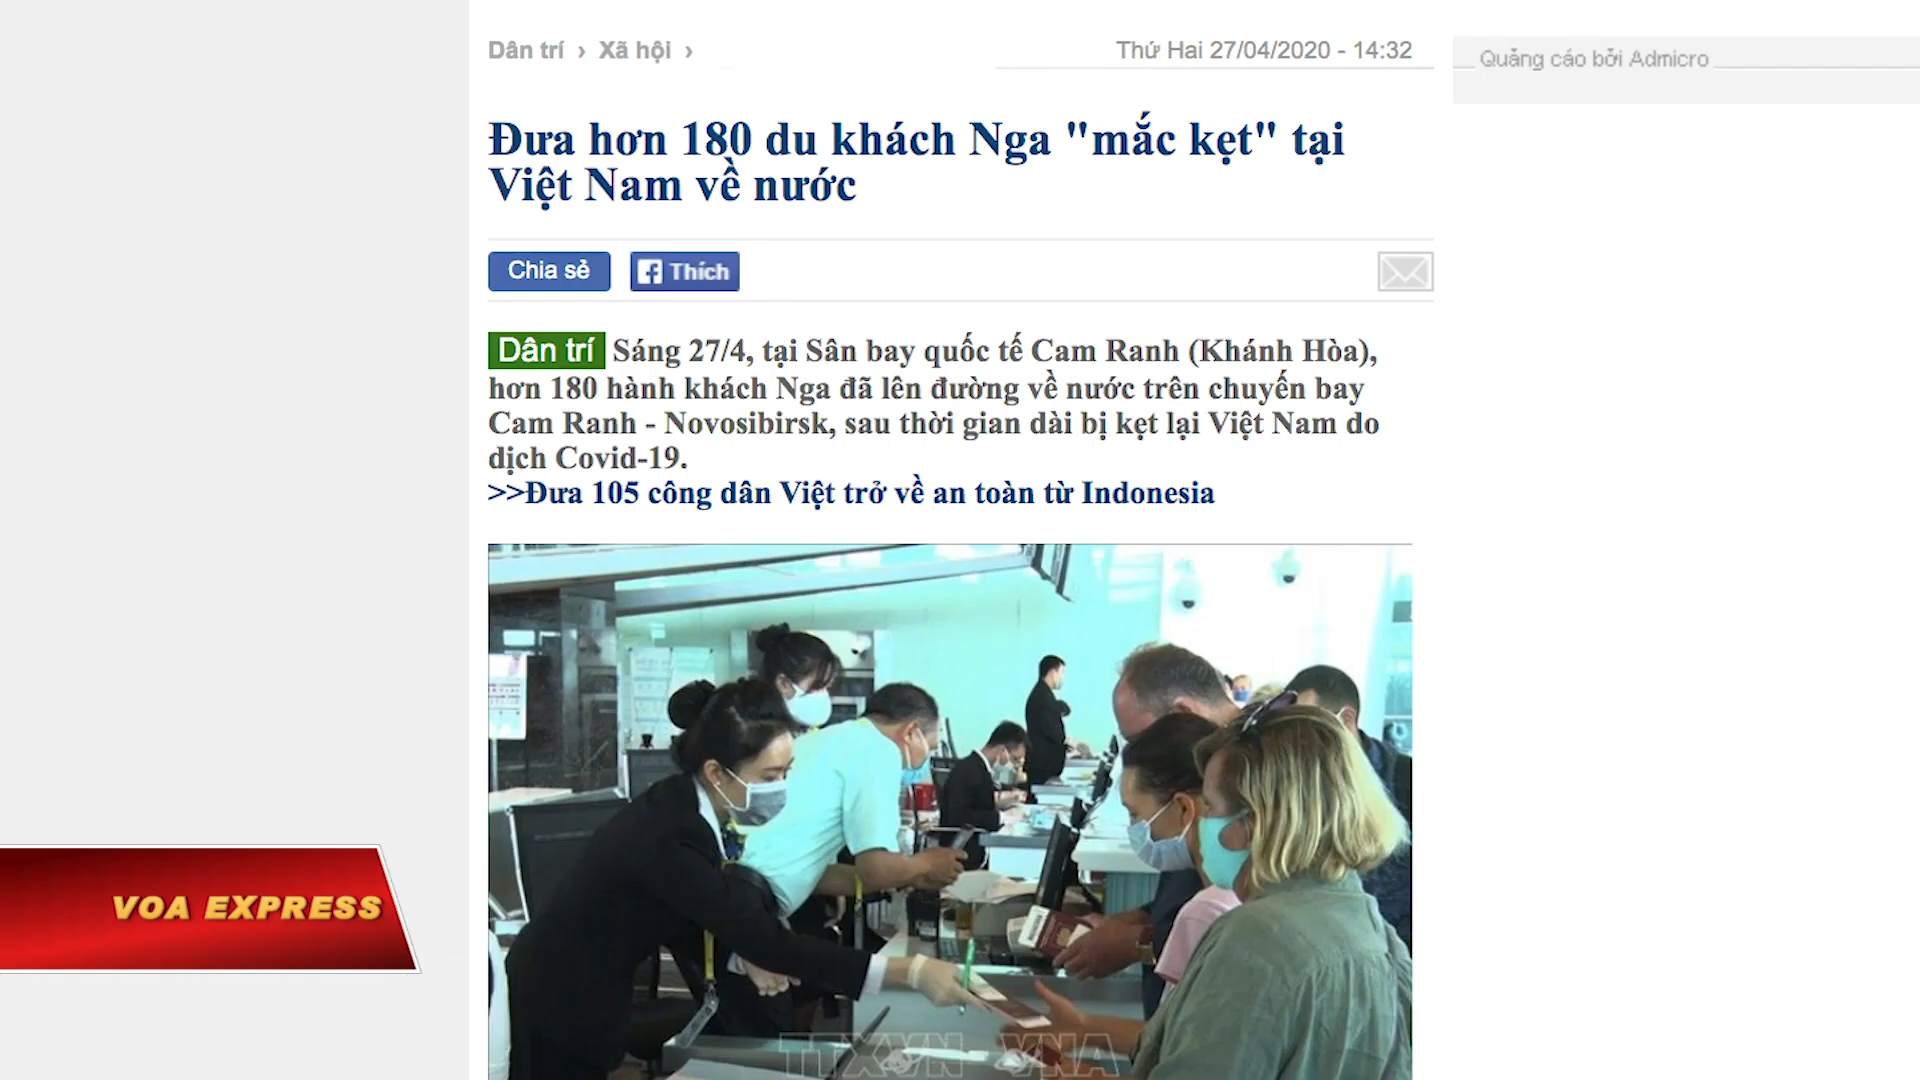 Dân trí › Xã hội ›
Thứ Hai 27/04/2020 - 14:32
Quảng cáo bởi Admicro
Đưa hơn 180 du khách Nga "mắc kẹt" tại
Việt Nam về nước
Chia sẻ
Thích
Dân trí Sáng 27/4, tại Sân bay quốc tế Cam Ranh (Khánh Hòa),
hơn 180 hành khách Nga đã lên đường về nước trên chuyến bay
Cam Ranh - Novosibirsk, sau thời gian dài bị kẹt lại Việt Nam do
dịch Covid-19.
>>Đưa 105 công dân Việt trở về an toàn từ Indonesia
VOA EXPRESS
TTXVN VNA